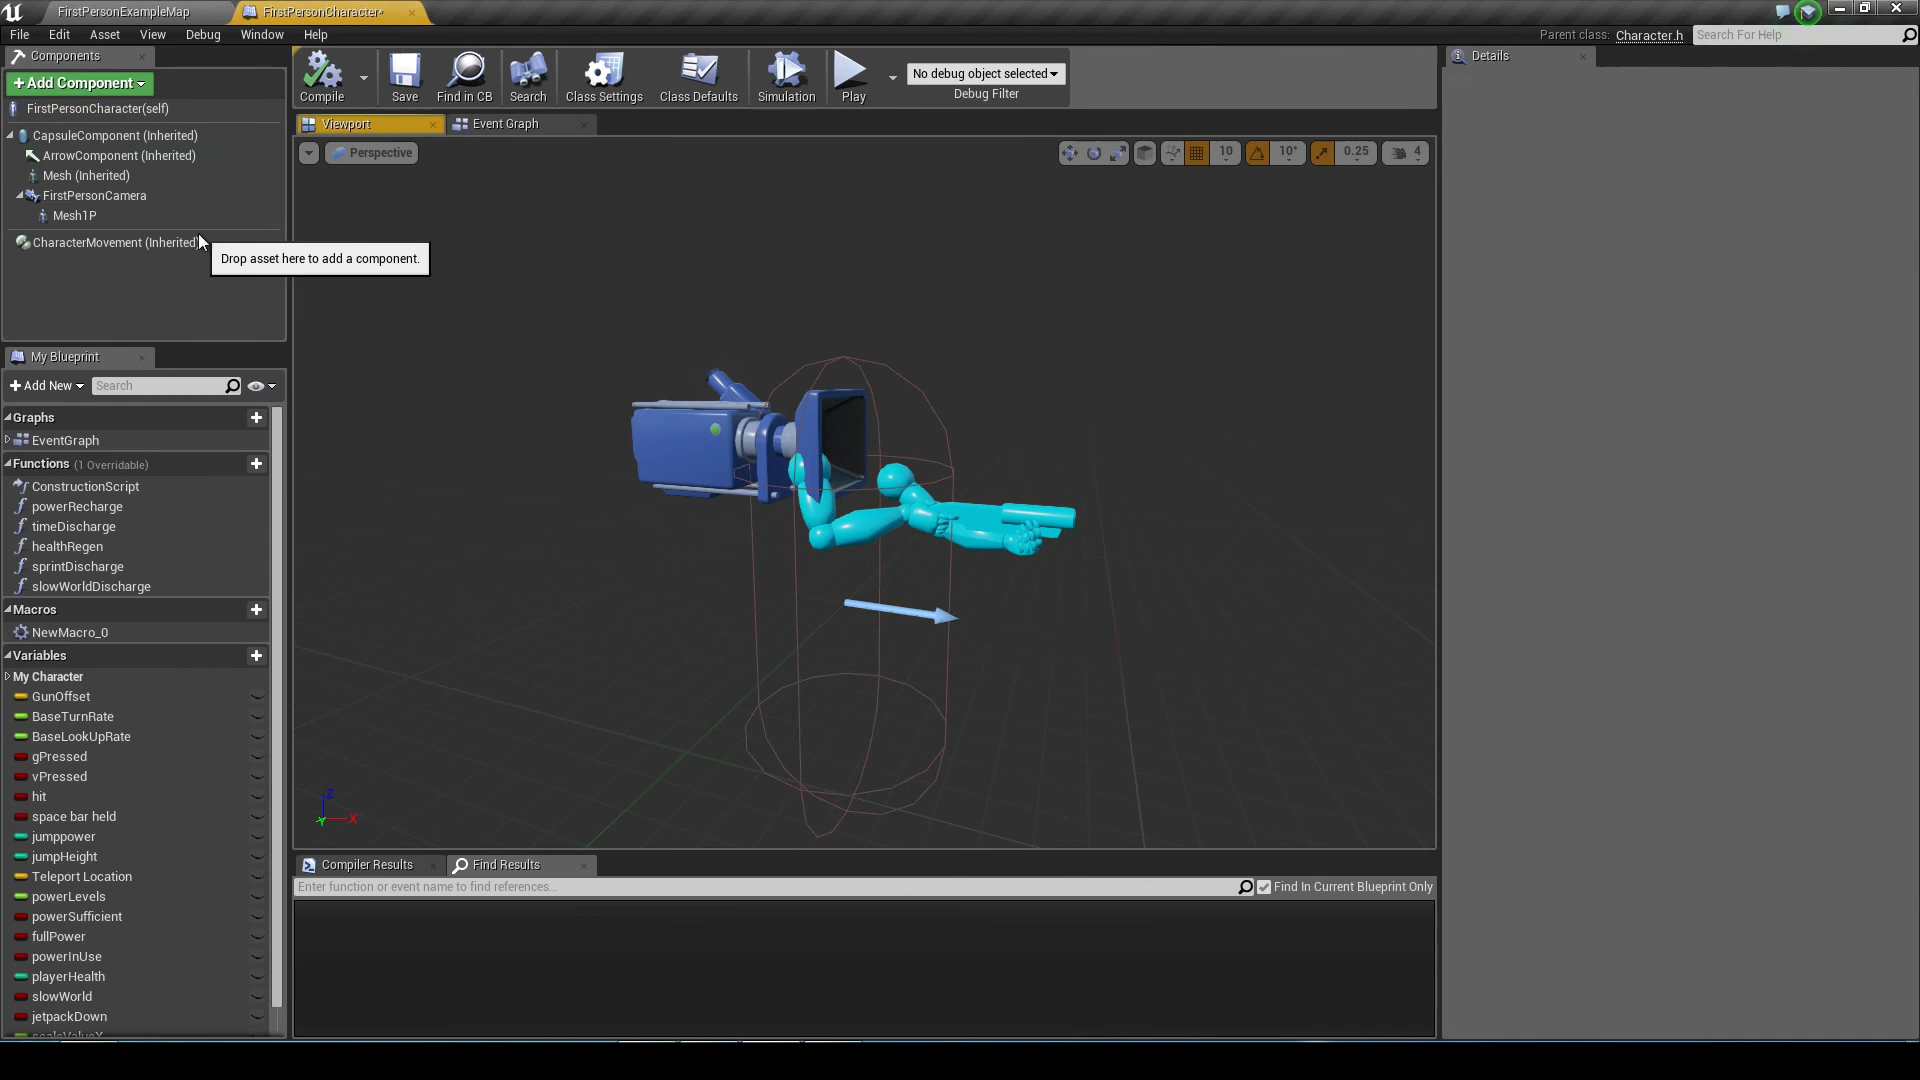 FirstPersonExampleMap
FirstPersonCharacter*
File Edit Asset View Debug Window Help
Parent class: Character.h
Search For Help
Components
Add Component
FirstPersonCharacter(self)
CapsuleComponent (Inherited)
ArrowComponent (Inherited)
Mesh (Inherited)
FirstPersonCamera
Mesh1P
CharacterMovement (Inherited)
Drop asset here to add a component.
My Blueprint
Add New
Search
Graphs
EventGraph
Functions (1 Overridable)
ConstructionScript
powerRecharge
timeDischarge
healthRegen
sprintDischarge
slowWorldDischarge
Macros
NewMacro_0
Variables
My Character
GunOffset
BaseTurnRate
BaseLookUpRate
gPressed
vPressed
hit
space bar held
jumppower
jumpHeight
Teleport Location
powerLevels
powerSufficient
fullPower
powerInUse
playerHealth
slowWorld
jetpackDown
Compile Save Find in CB Search Class Settings Class Defaults Simulation Play
No debug object selected
Debug Filter
Viewport
Event Graph
Perspective
10 10° 0.25 4
Z
X
Y
Compiler Results
Find Results
Enter function or event name to find references...
Find In Current Blueprint Only
Details